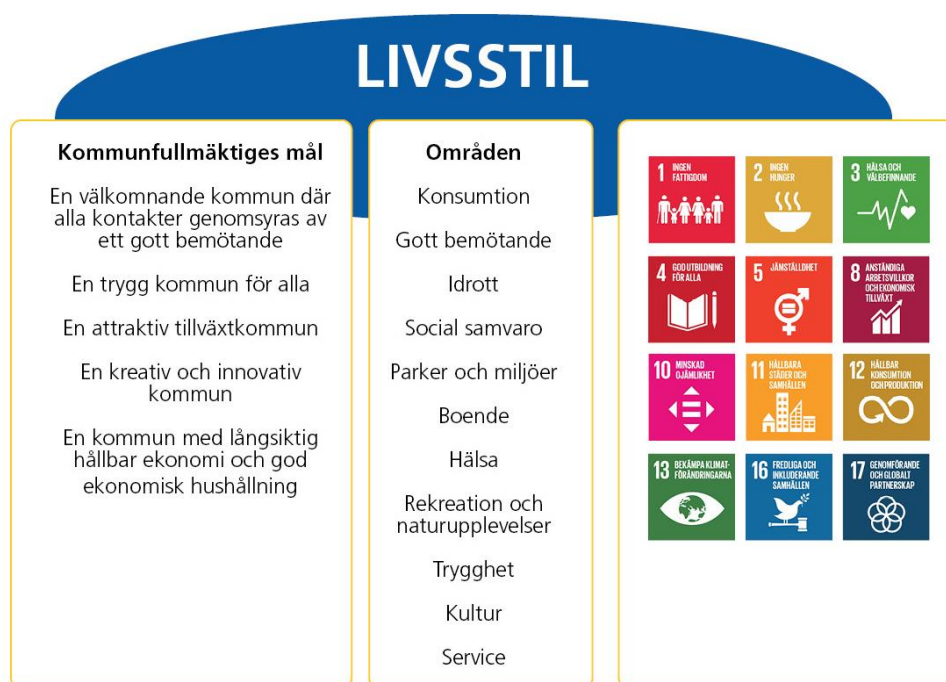 LIVSSTIL
Kommunfullmäktiges mål
En välkomnande kommun där
alla kontakter genomsyras av
ett gott bemötande
En trygg kommun för alla
En attraktiv tillväxtkommun
En kreativ och innovativ
kommun
En kommun med långsiktig
hållbar ekonomi och god
ekonomisk hushållning
Områden
Konsumtion
Gott bemötande
Idrott
Social samvaro
Parker och miljöer
Boende
Hälsa
Rekreation och
naturupplevelser
Trygghet
Kultur
Service
1 INGEN
FATTIGDOM
2 INGEN
HUNGER
3 HÄLSA OCH
VÄLBEFINNANDE
4 GOD UTBILDNING
FÖR ALLA
5 JÄMSTÄLLDHET
8 ANSTÄNDIGA
ARBETSVILLKOR
OCH EKONOMISK
TILLVÄXT
10 MINSKAD
OJÄMLIKHET
11 HÅLLBARA
STÄDER OCH
SAMHÄLLEN
12 HÅLLBAR
KONSUMTION
OCH PRODUKTION
13 BEKÄMPA KLIMAT-
FÖRÄNDRINGARNA
16 FREDLIGA OCH
INKLUDERANDE
SAMHÄLLEN
17 GENOMFÖRANDE
OCH GLOBALT
PARTNERSKAP